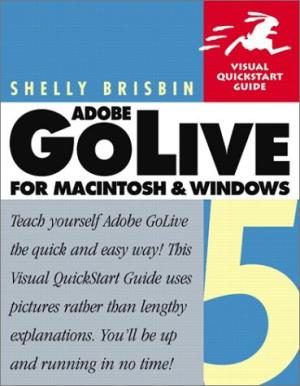 VISUAL
QUICKSTART
GUIDE
SHELLY BRISBIN
ADOBE
GOLIVE
FOR MACINTOSH & WINDOWS
5
Teach yourself Adobe GoLive
the quick and easy way! This
Visual QuickStart Guide uses
pictures rather than lengthy
explanations. You'll be up
and running in no time!